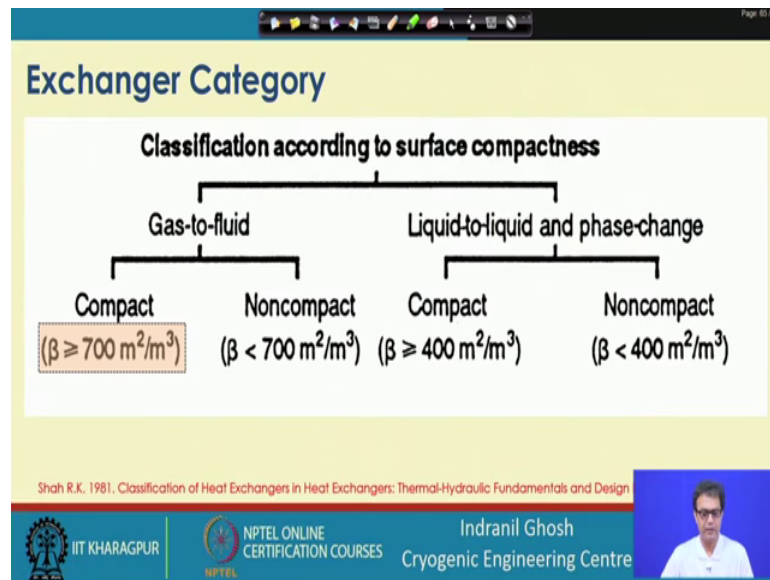 Page: 65 /
Exchanger Category
Classification according to surface compactness
Gas-to-fluid
Liquid-to-liquid and phase-change
Compact
Noncompact
Compact
Noncompact
(β ⩾ 700 m²/m³)
(β < 700 m²/m³)
(β ⩾ 400 m²/m³)
(β < 400 m²/m³)
Shah R.K. 1981. Classification of Heat Exchangers in Heat Exchangers: Thermal-Hydraulic Fundamentals and Design
IIT KHARAGPUR
NPTEL
NPTEL ONLINE
CERTIFICATION COURSES
Indranil Ghosh
Cryogenic Engineering Centre